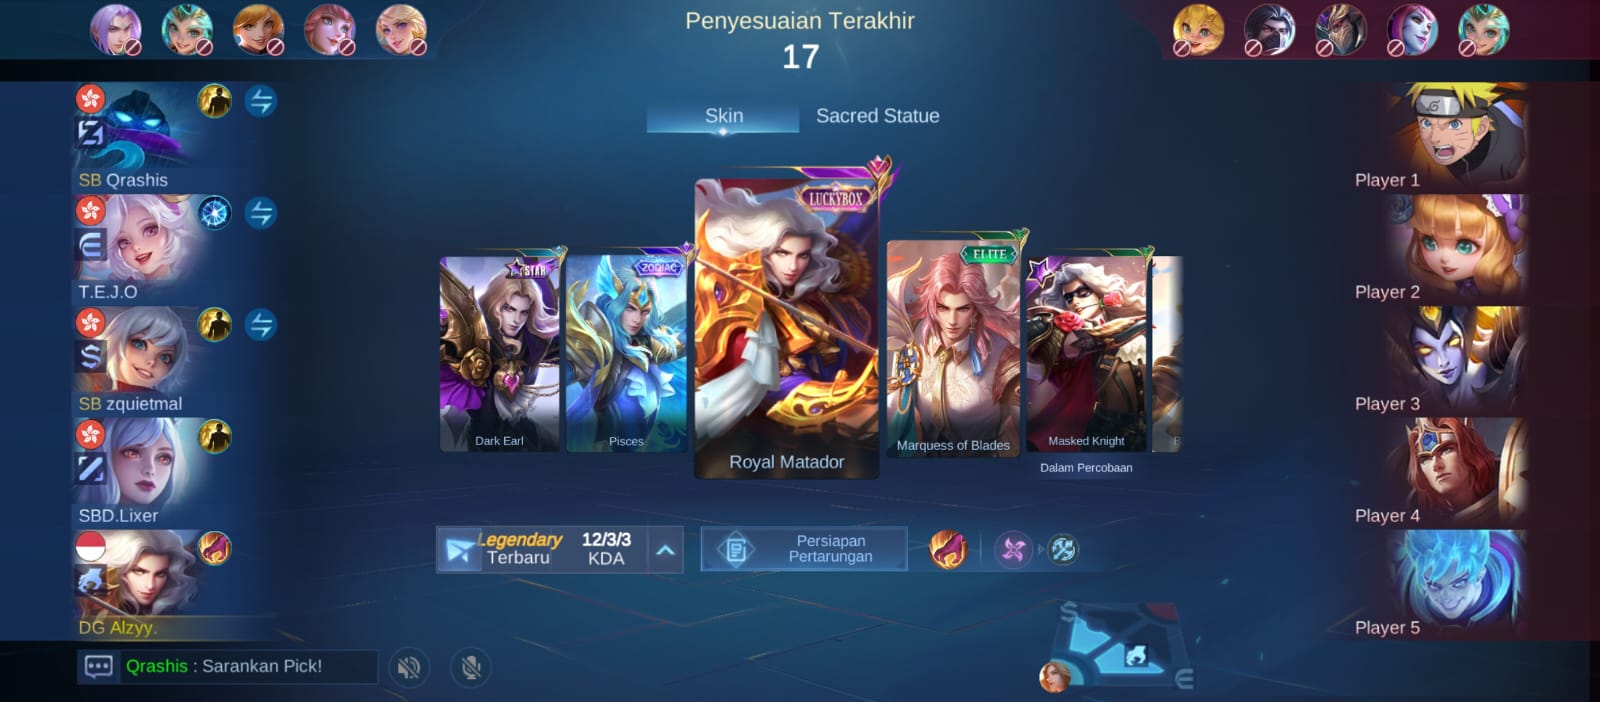 Penyesuaian Terakhir
17
Skin
Sacred Statue
SB Qrashis
T.E.J.O
SB zquietmal
SBD.Lixer
DG Alzyy.
STAR
Dark Earl
ZODIAC
Pisces
LUCKYBOX
Royal Matador
ELITE
Marquess of Blades
Masked Knight
Dalam Percobaan
Legendary
Terbaru
12/3/3
KDA
Persiapan
Pertarungan
Qrashis : Sarankan Pick!
Player 1
Player 2
Player 3
Player 4
Player 5